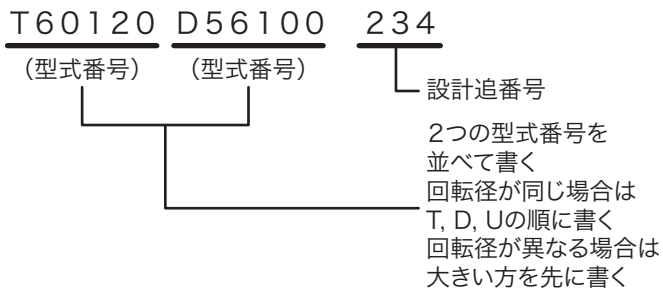 T60120 D56100 234
（型式番号） （型式番号）
設計追番号
2つの型式番号を
並べて書く
回転径が同じ場合は
T, D, Uの順に書く
回転径が異なる場合は
大きい方を先に書く